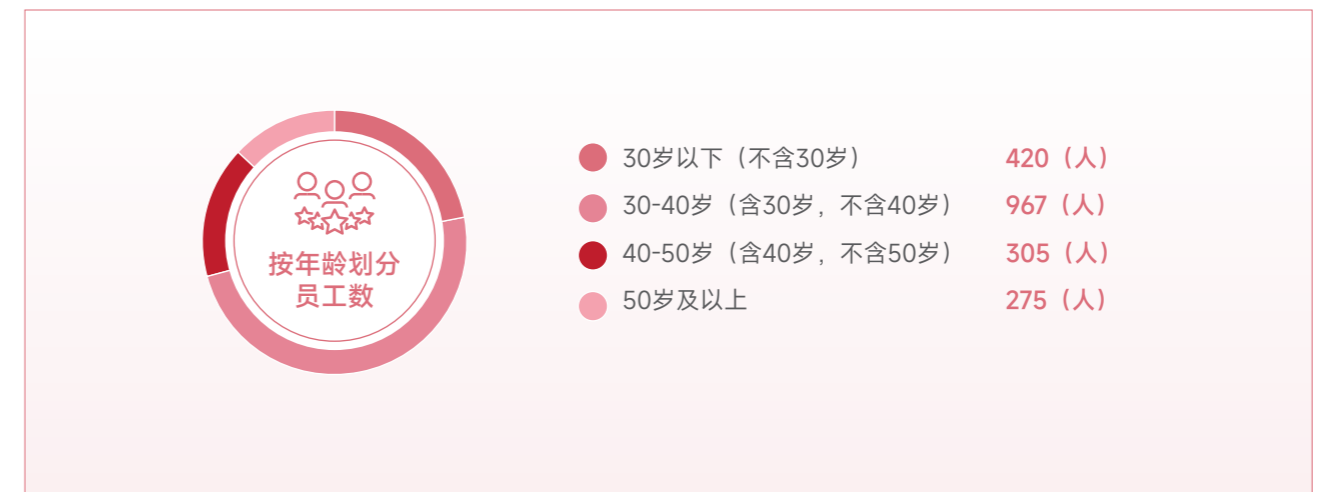 按年龄划分
员工数
30岁以下（不含30岁） 420（人）
30-40岁（含30岁，不含40岁） 967（人）
40-50岁（含40岁，不含50岁） 305（人）
50岁及以上 275（人）